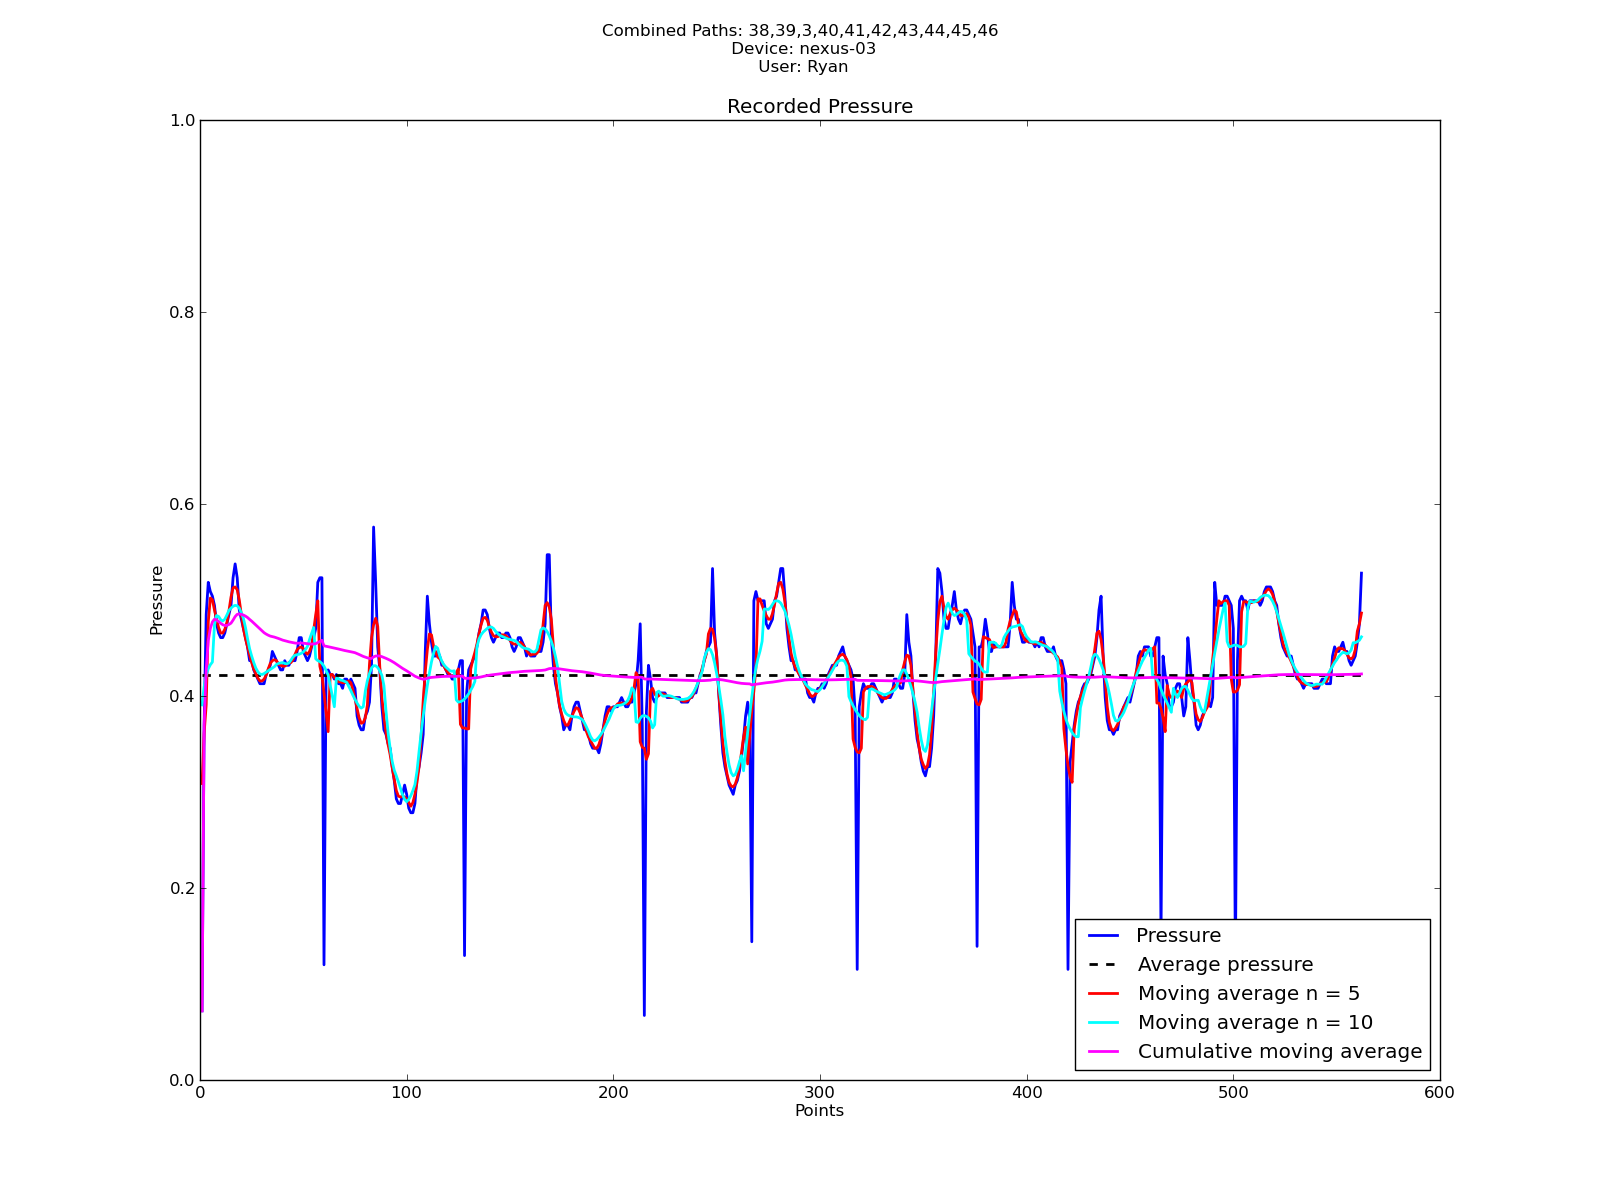 Combined Paths: 38,39,3,40,41,42,43,44,45,46
Device: nexus-03
User: Ryan
Recorded Pressure
1.0
0.8
0.6
0.4
0.2
0.0
Pressure
0 100 200 300 400 500 600
Points
Pressure
Average pressure
Moving average n = 5
Moving average n = 10
Cumulative moving average